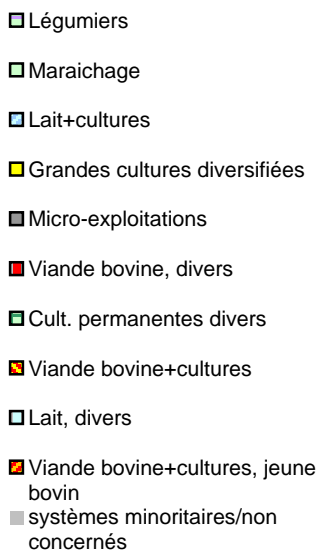 Légumiers
Maraichage
Lait+cultures
Grandes cultures diversifiées
Micro-exploitations
Viande bovine, divers
Cult. permanentes divers
Viande bovine+cultures
Lait, divers
Viande bovine+cultures, jeune
bovin
systèmes minoritaires/non
concernés